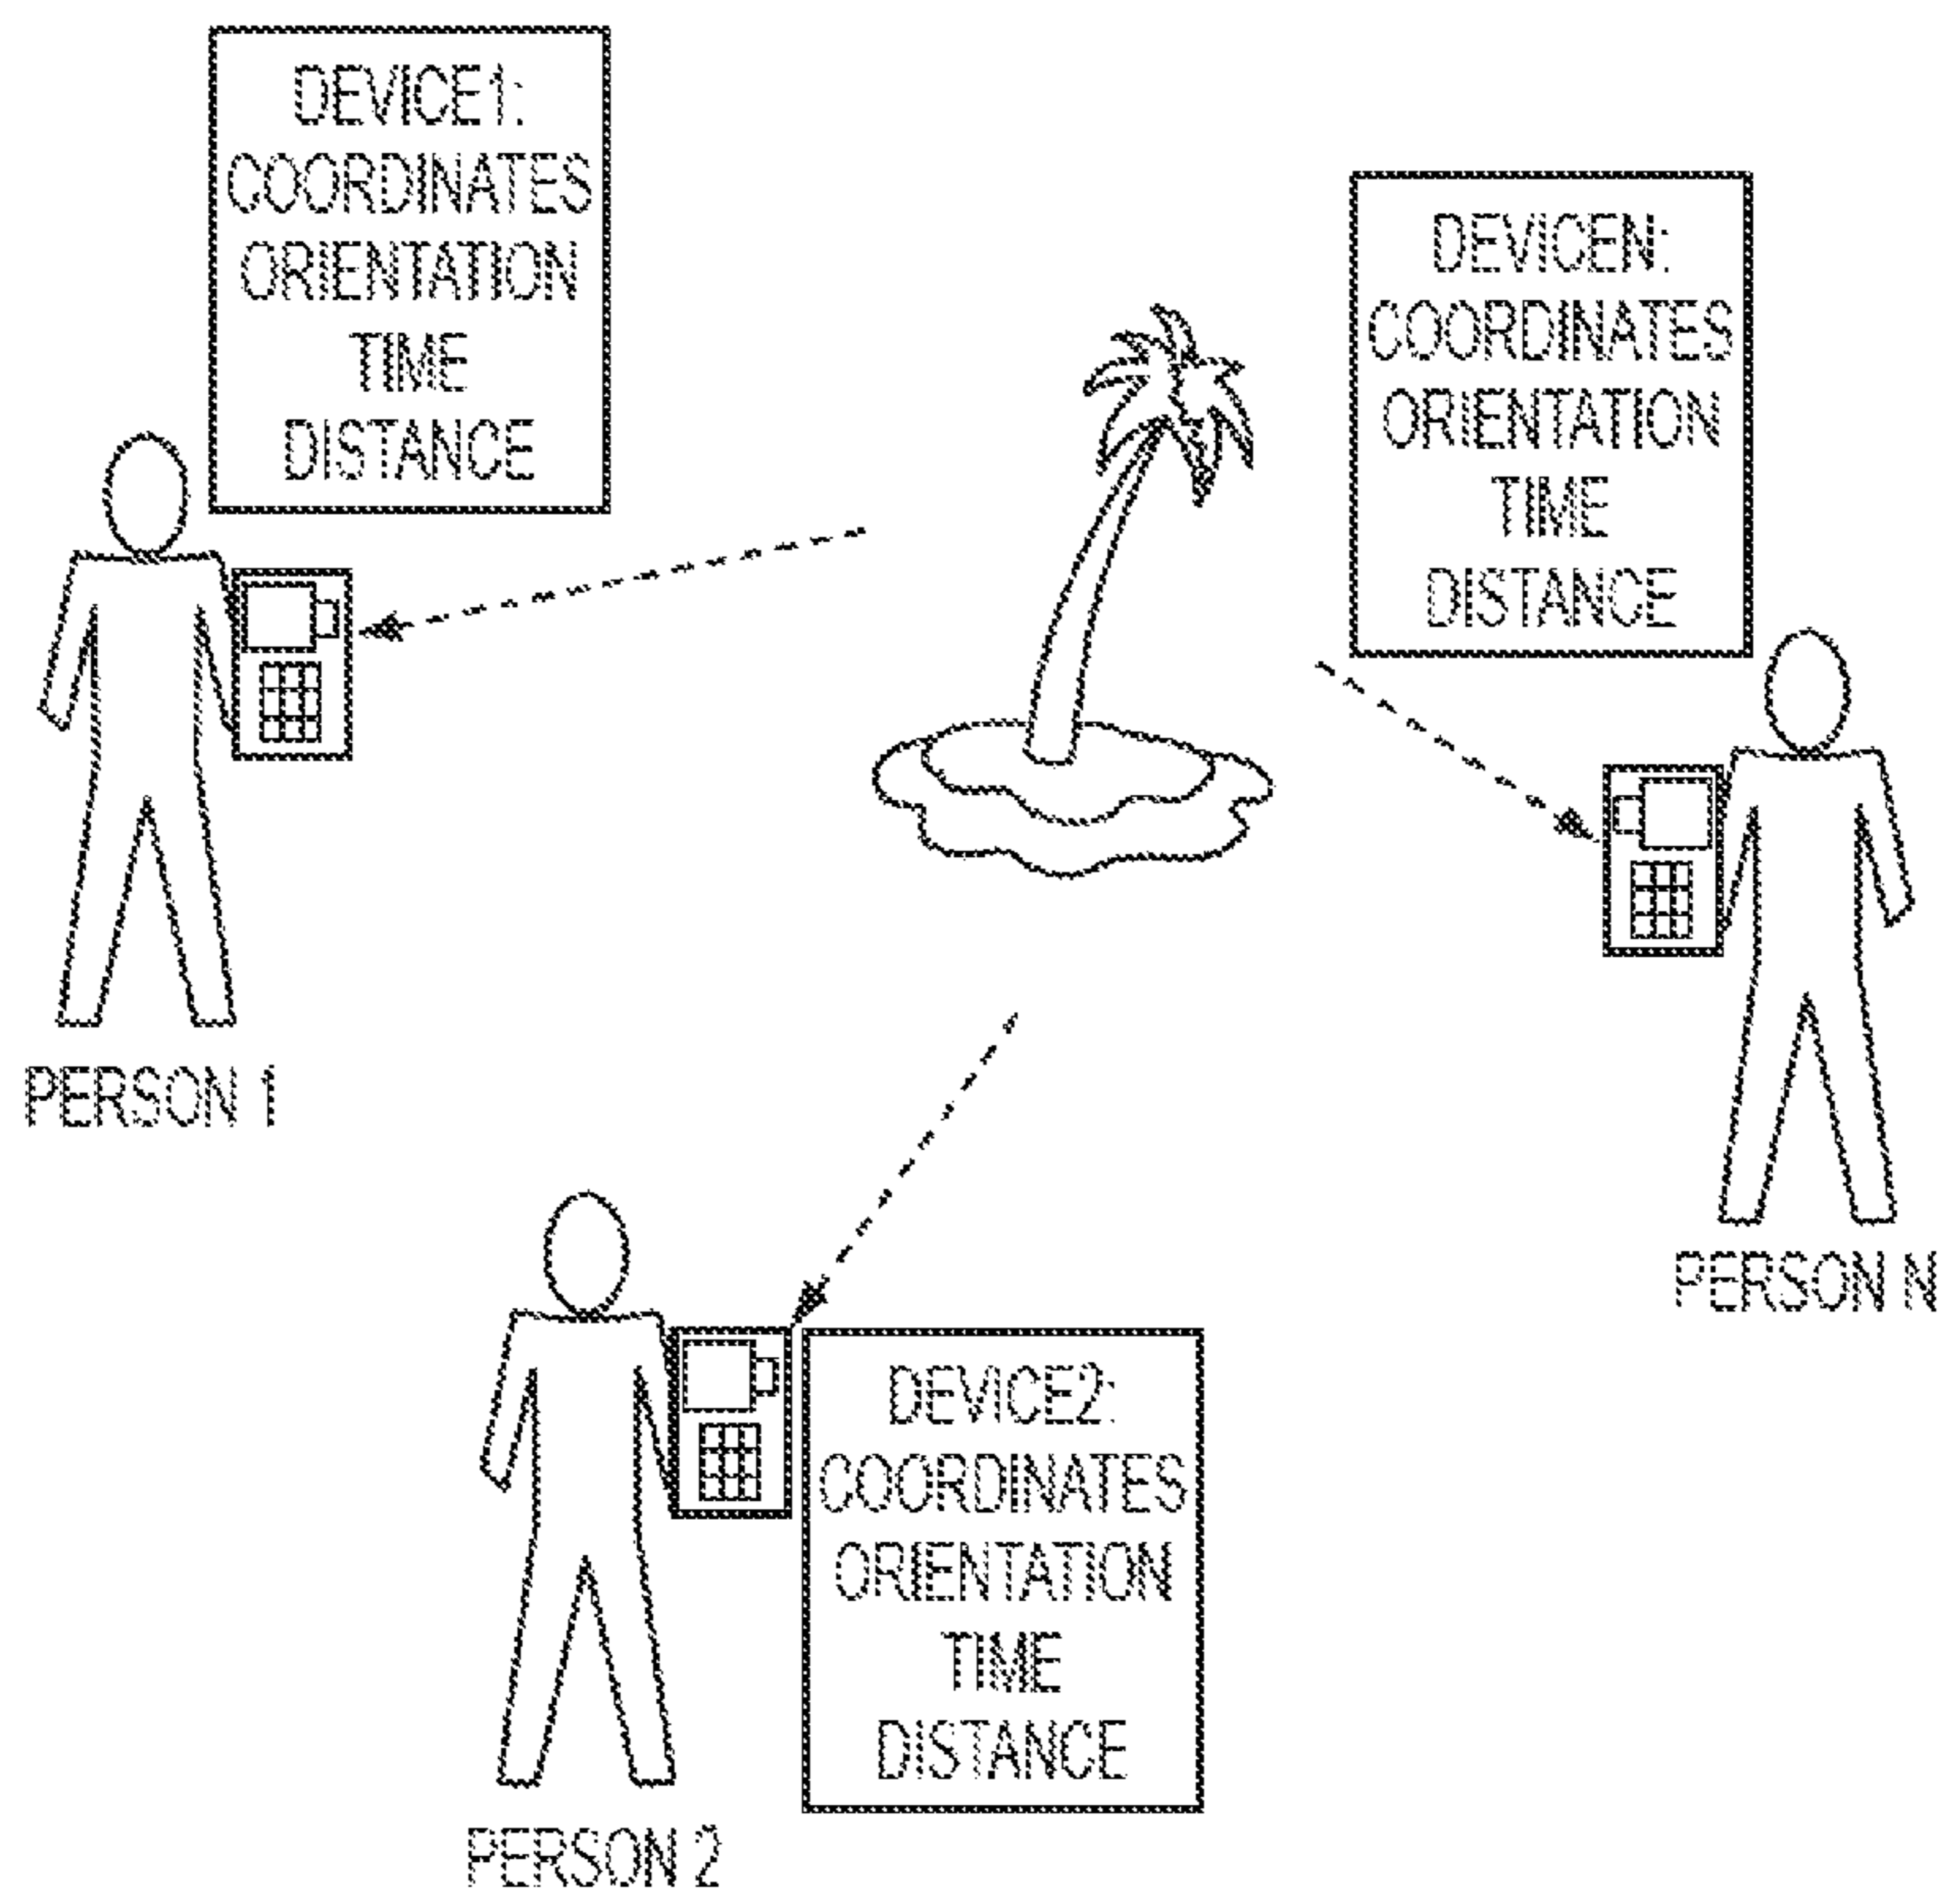 DEVICE1:
COORDINATES
ORIENTATION
TIME
DISTANCE
DEVICEN:
COORDINATES
ORIENTATION
TIME
DISTANCE
PERSON 1
PERSON N
DEVICE2:
COORDINATES
ORIENTATION
TIME
DISTANCE
PERSON 2